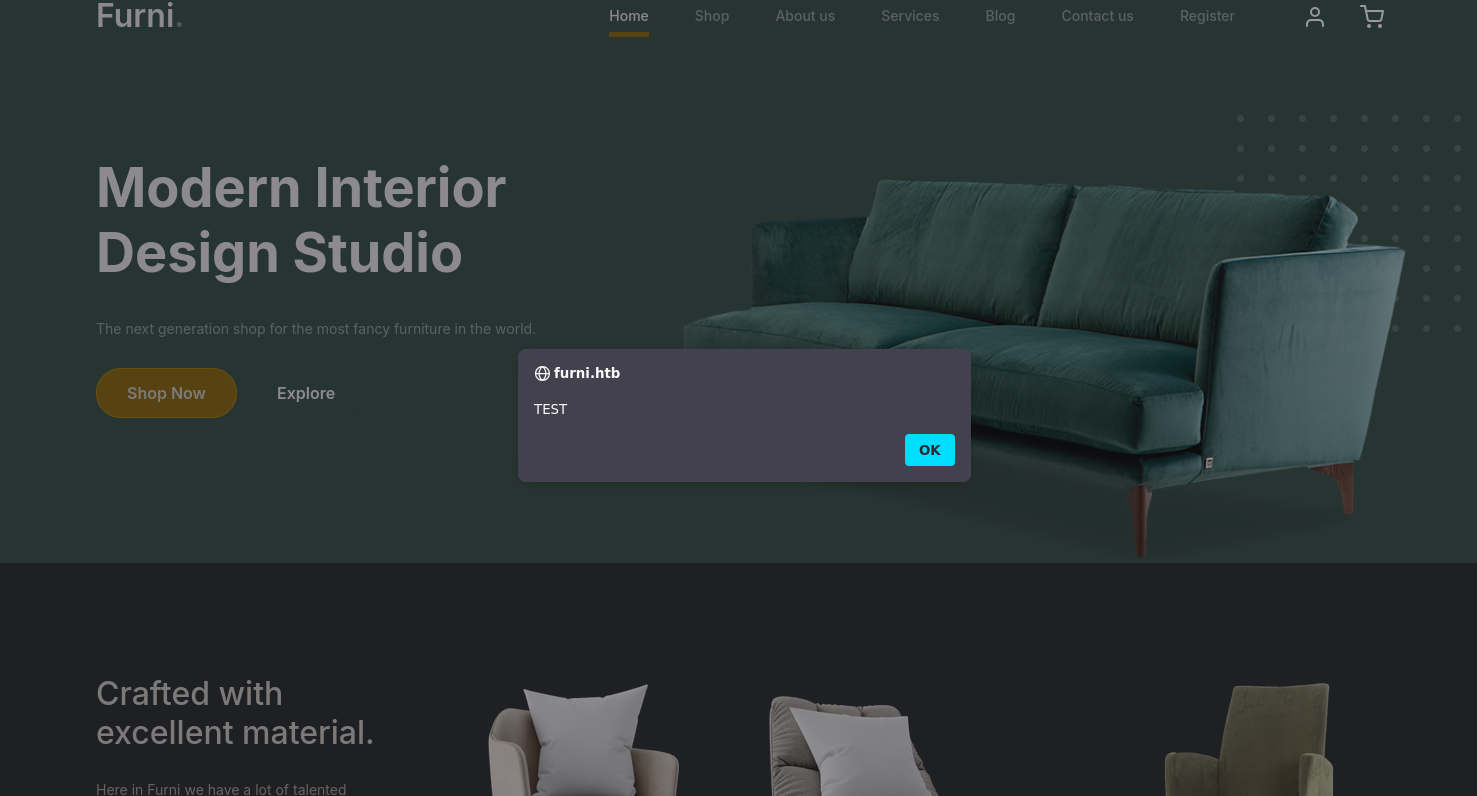 Furni.
Home Shop About us Services Blog Contact us Register
Modern Interior
Design Studio
The next generation shop for the most fancy furniture in the world.
Shop Now Explore
furni.htb
TEST
OK
Crafted with
excellent material.
Here in Furni we have a lot of talented